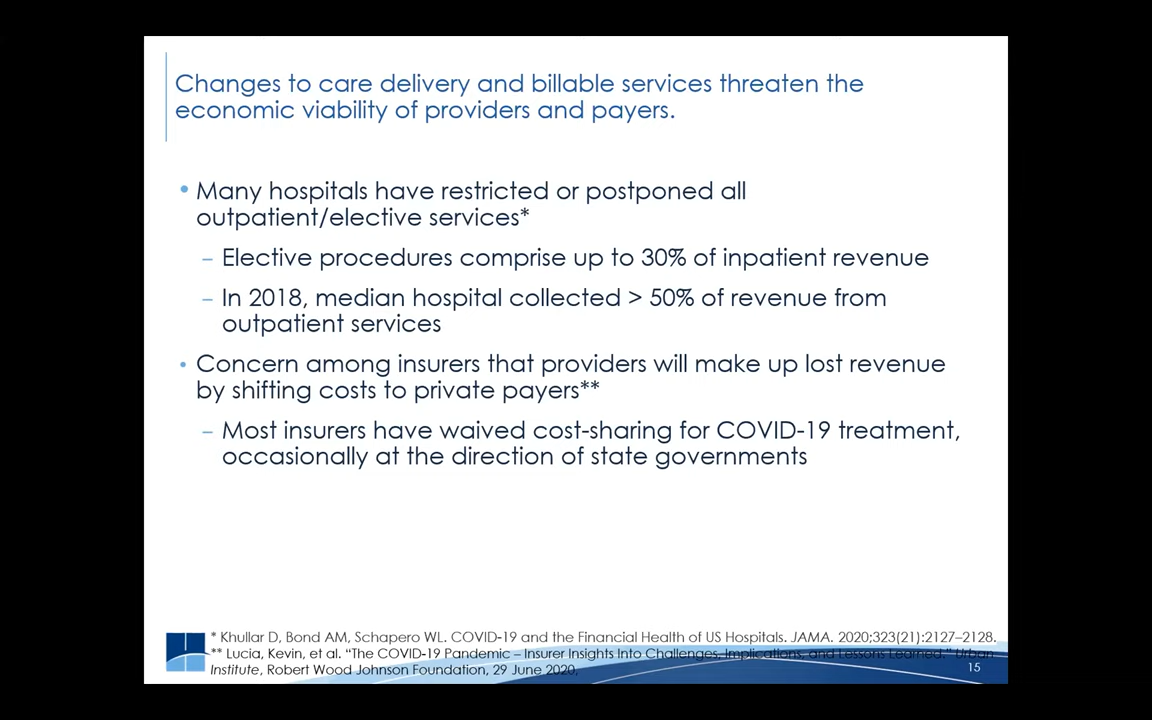 Changes to care delivery and billable services threaten the
economic viability of providers and payers.
• Many hospitals have restricted or postponed all
outpatient/elective services*
– Elective procedures comprise up to 30% of inpatient revenue
– In 2018, median hospital collected > 50% of revenue from
outpatient services
• Concern among insurers that providers will make up lost revenue
by shifting costs to private payers**
– Most insurers have waived cost-sharing for COVID-19 treatment,
occasionally at the direction of state governments
* Khullar D, Bond AM, Schapero WL. COVID-19 and the Financial Health of US Hospitals. JAMA. 2020;323(21):2127–2128.
** Lucia, Kevin, et al. “The COVID-19 Pandemic – Insurer Insights Into Challenges, Implications, and Lessons Learned.” Urban
Institute, Robert Wood Johnson Foundation, 29 June 2020.
15